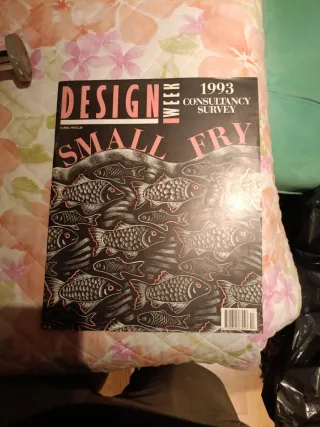 DESIGN
WEEK
1993
CONSULTANCY
SURVEY
SMALL FRY